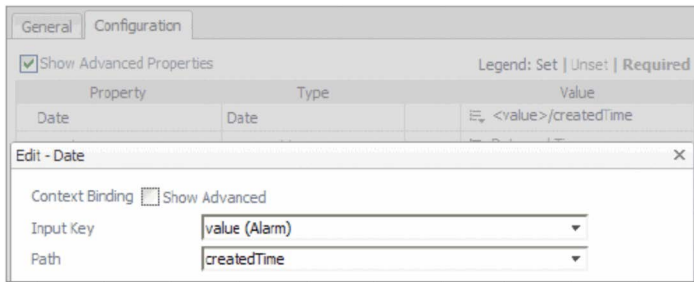 General Configuration
Show Advanced Properties Legend: Set | Unset | Required
Property Type Value
Date Date <value>/createdTime
Edit - Date
Context Binding Show Advanced
Input Key value (Alarm)
Path createdTime